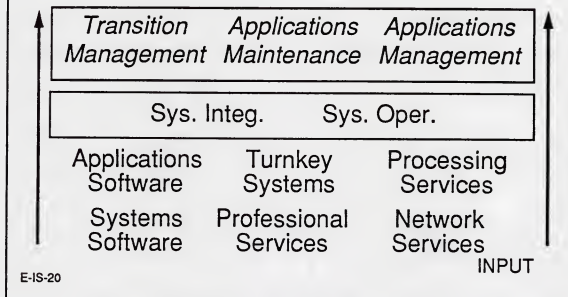 Transition Applications Applications
Management Maintenance Management
Sys. Integ. Sys. Oper.
Applications Turnkey Processing
Software Systems Services
Systems Professional Network
Software Services Services
INPUT
E-IS-20